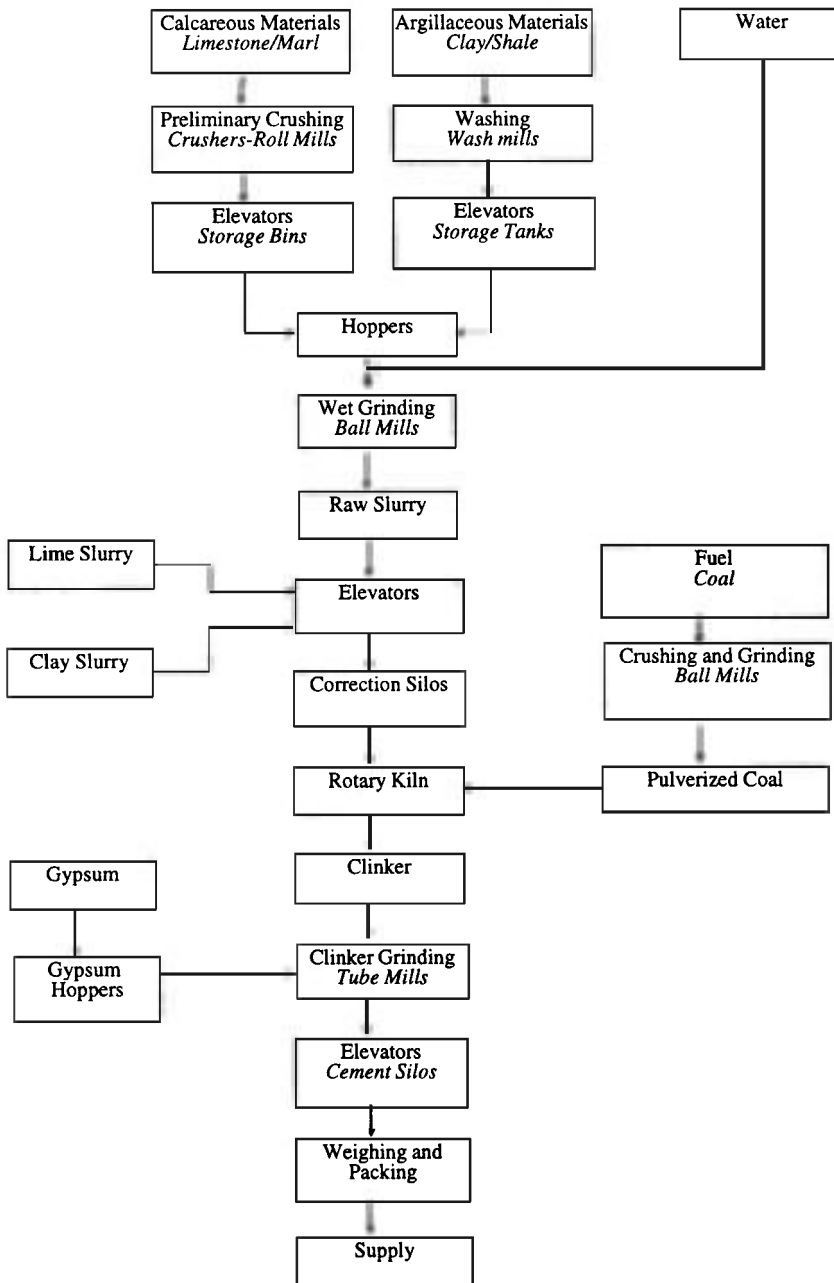 Calcareous Materials
Limestone/Marl
Argillaceous Materials
Clay/Shale
Water
Preliminary Crushing
Crushers-Roll Mills
Washing
Wash mills
Elevators
Storage Bins
Elevators
Storage Tanks
Hoppers
Wet Grinding
Ball Mills
Raw Slurry
Lime Slurry
Fuel
Coal
Elevators
Clay Slurry
Crushing and Grinding
Ball Mills
Correction Silos
Rotary Kiln
Pulverized Coal
Clinker
Gypsum
Clinker Grinding
Tube Mills
Gypsum
Hoppers
Elevators
Cement Silos
Weighing and
Packing
Supply